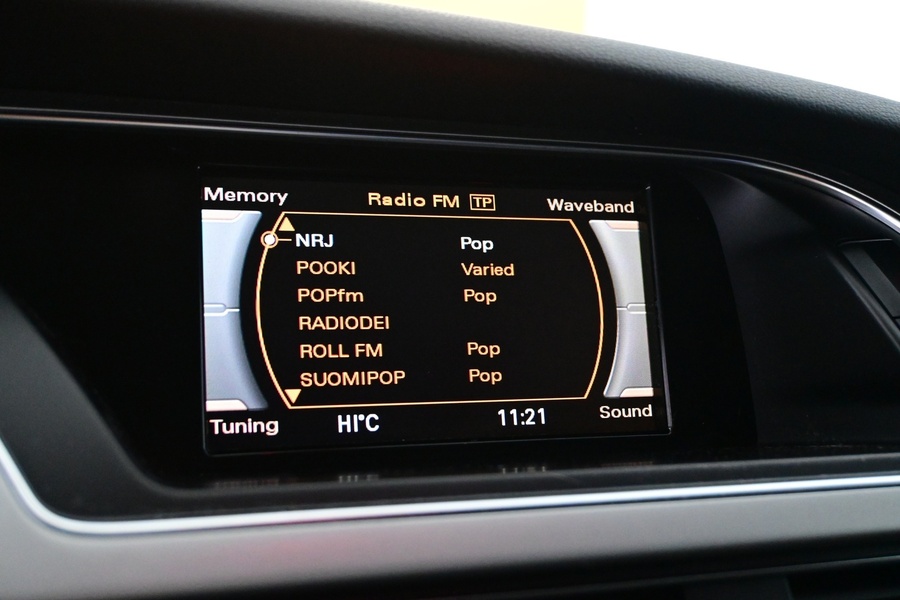 Memory Radio FM TP Waveband
NRJ Pop
POOKI Varied
POPfm Pop
RADIODEI
ROLL FM Pop
SUOMIPOP Pop
Tuning HI°C 11:21 Sound